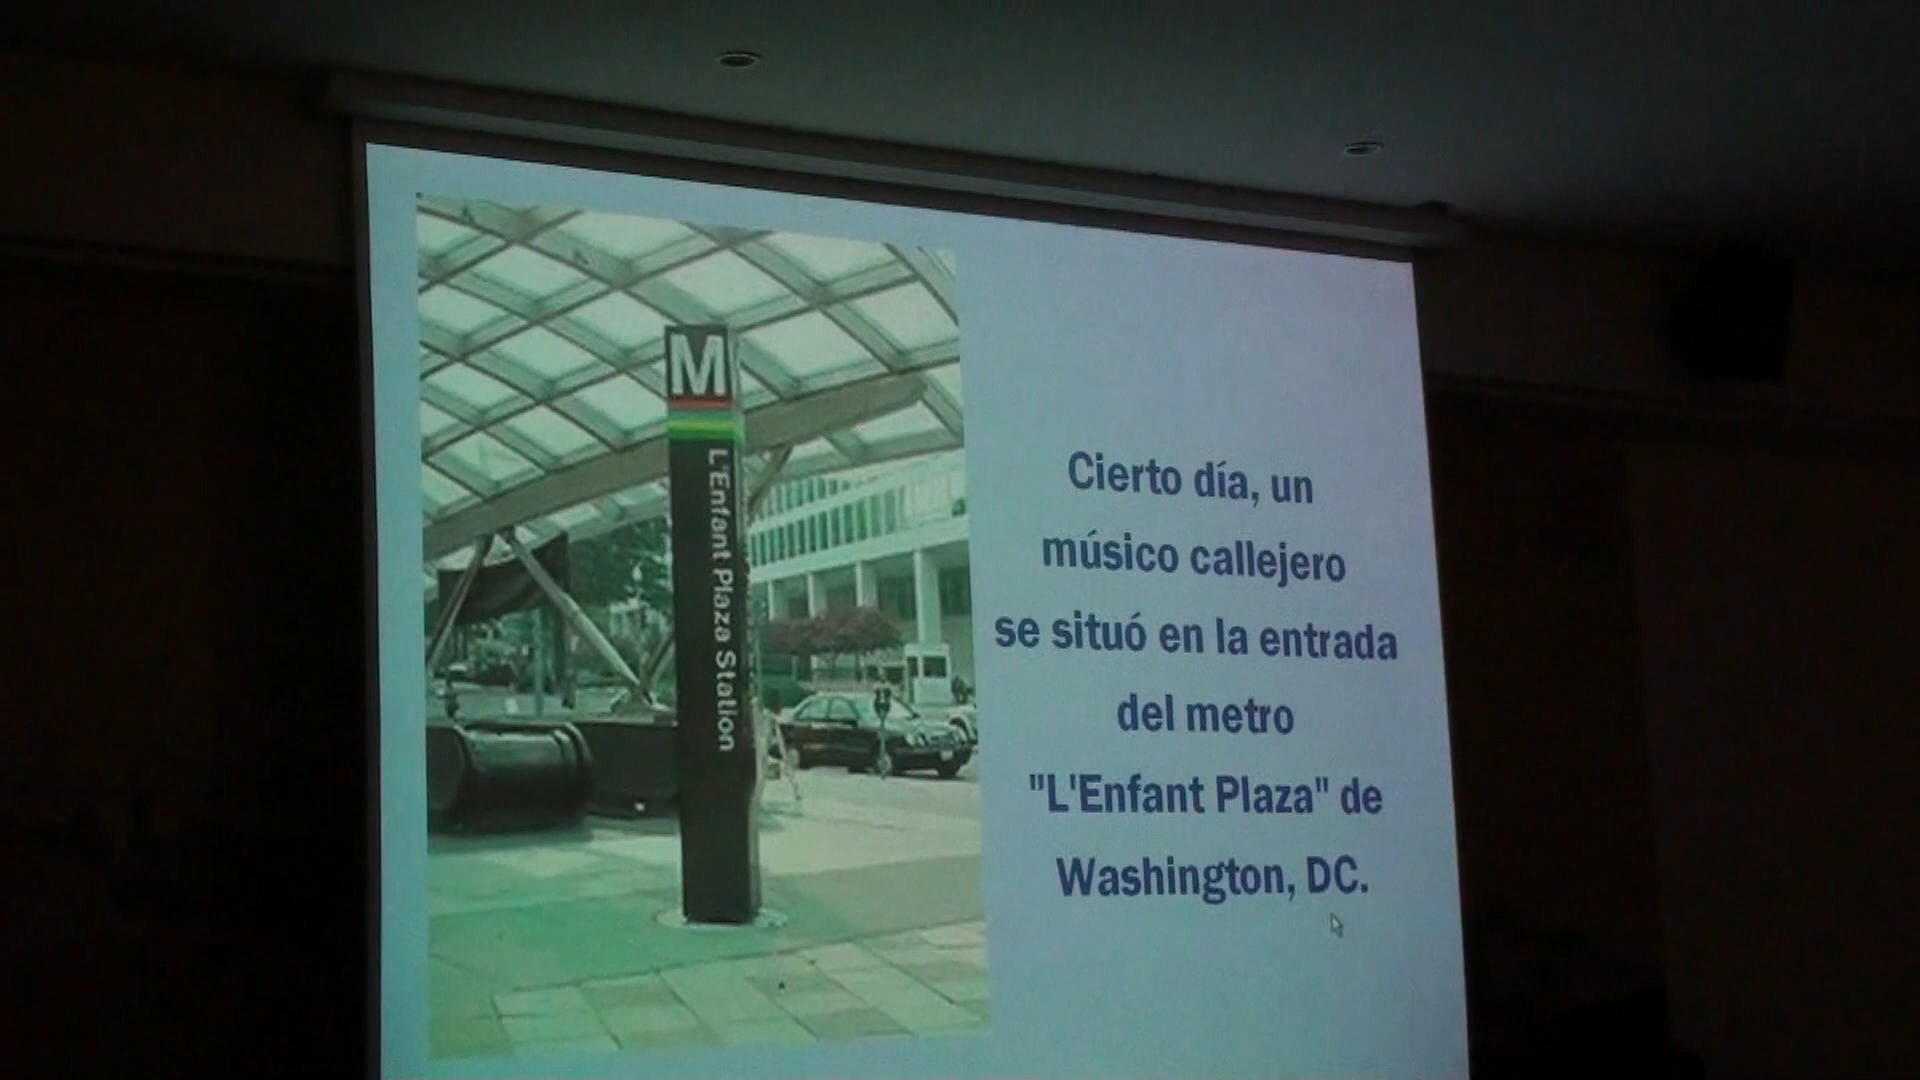 M
L'Enfant Plaza Station
Cierto día, un
músico callejero
se situó en la entrada
del metro
"L'Enfant Plaza" de
Washington, DC.